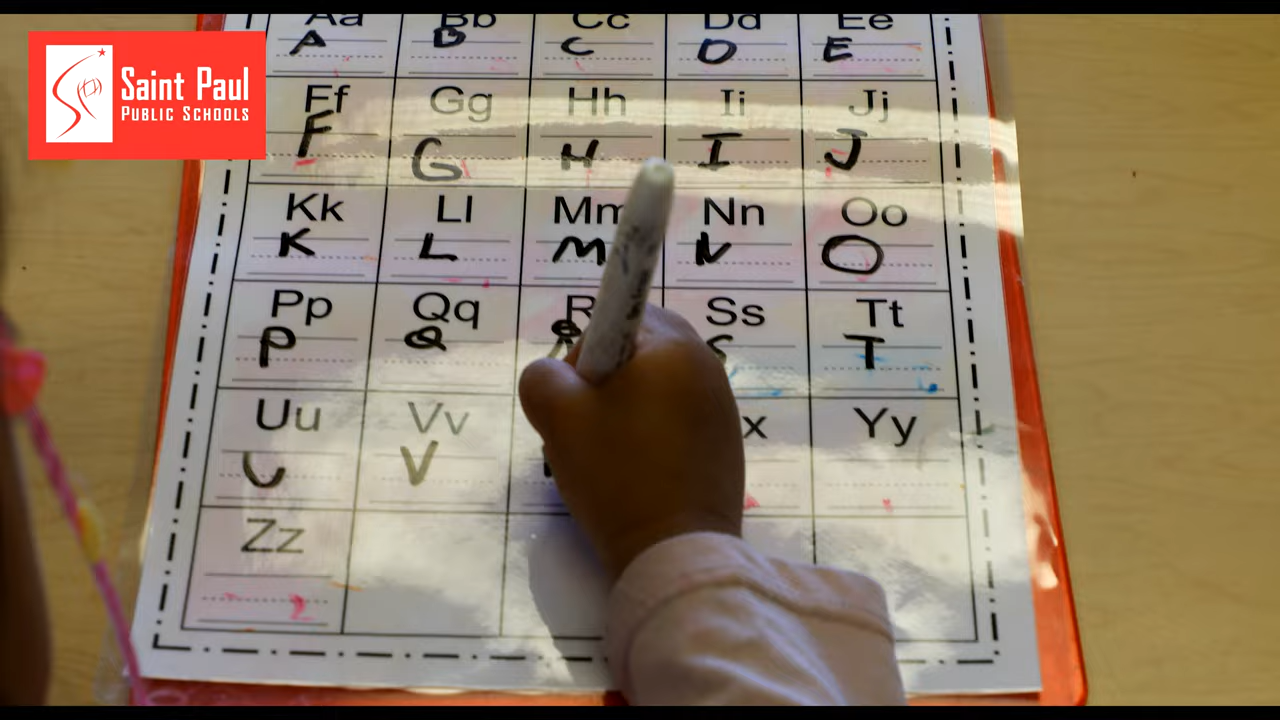 Saint Paul
PUBLIC SCHOOLS
Aa Bb Cc Dd Ee
A B C D E
Ff Gg Hh Ii Jj
F G H I J
Kk Ll Mm Nn Oo
K L M N O
Pp Qq R Ss Tt
P Q R S T
Uu Vv x Yy
U V
Zz